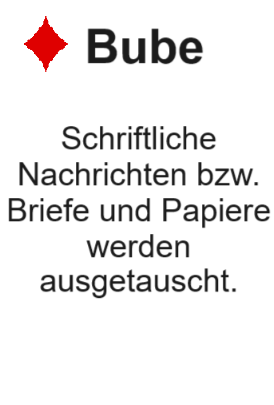 Bube
Schriftliche
Nachrichten bzw.
Briefe und Papiere
werden
ausgetauscht.